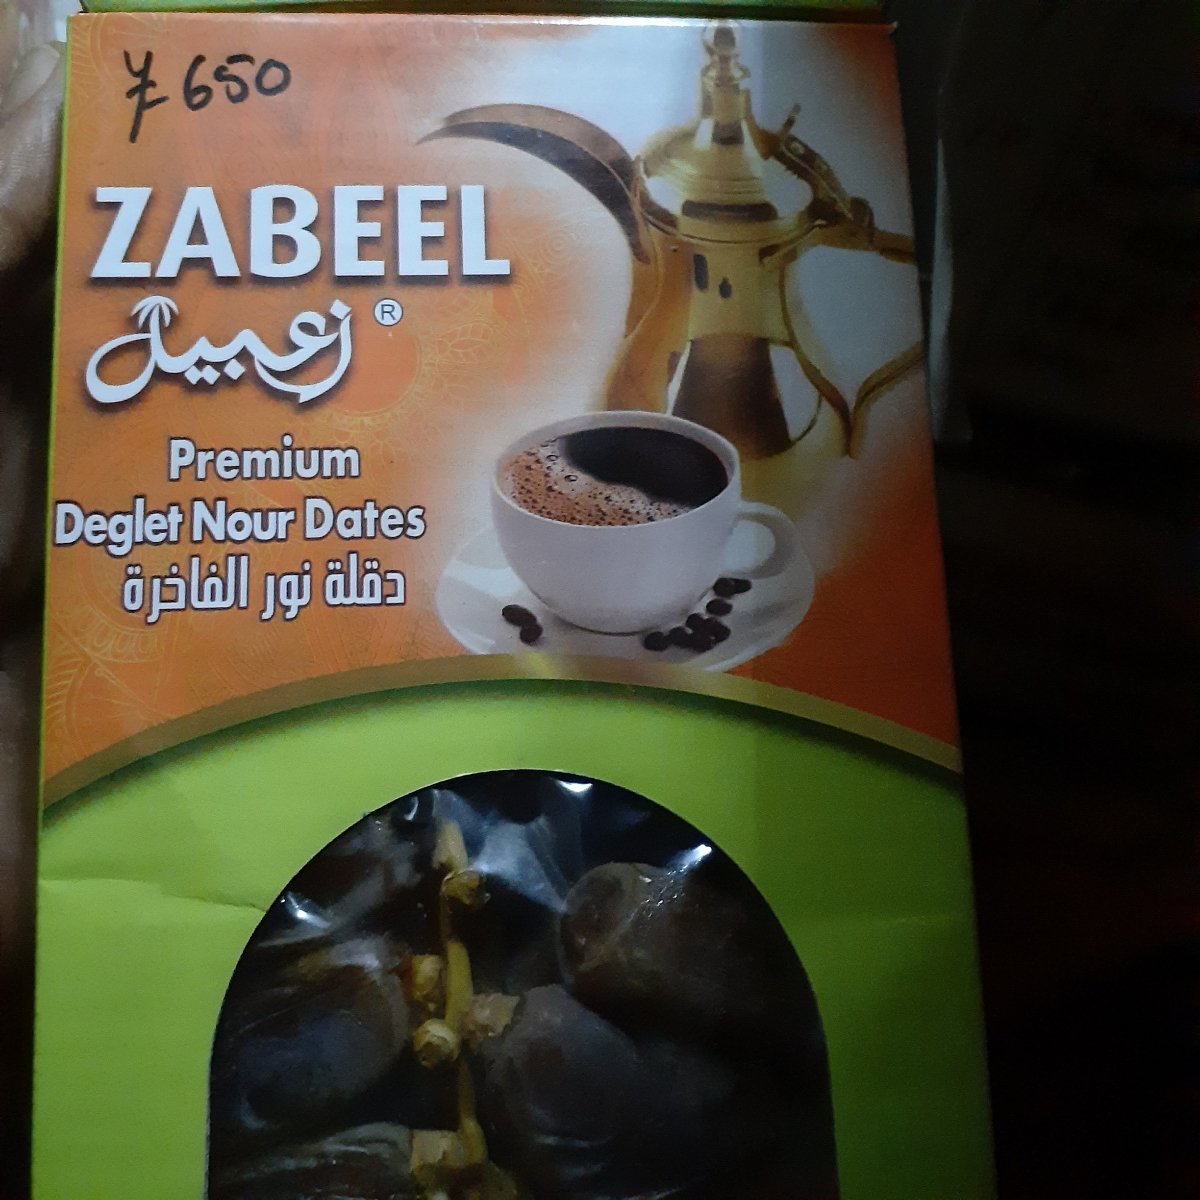 ¥ 650
ZABEEL
زعبيل ®
Premium
Deglet Nour Dates
دقلة نور الفاخرة